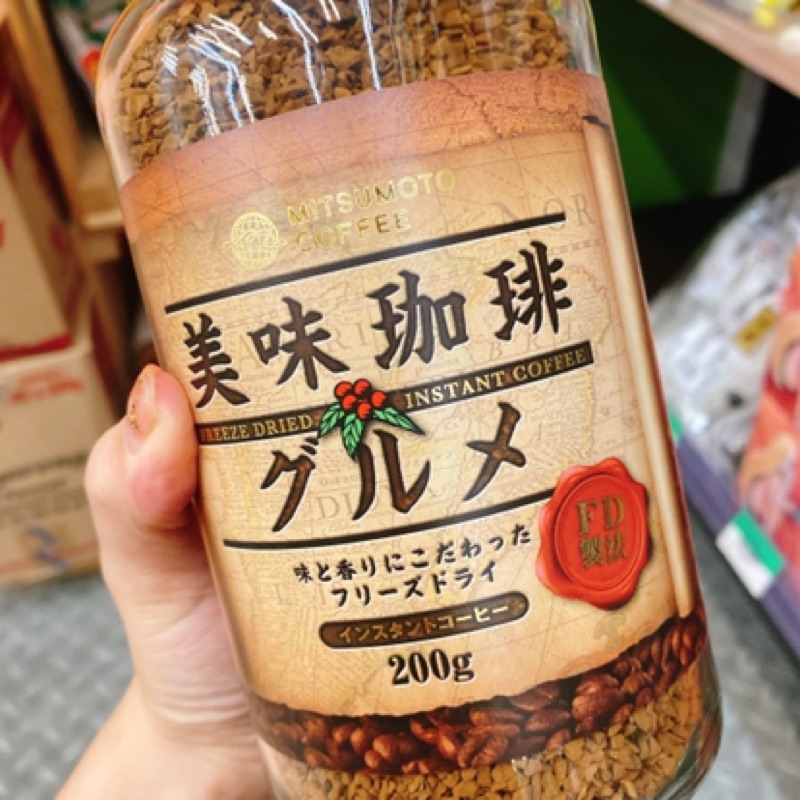 MITSUMOTO
COFFEE
美味珈琲
FREEZE DRIED INSTANT COFFEE
グルメ
FD
製法
味と香りにこだわった
フリーズドライ
インスタントコーヒー
200g